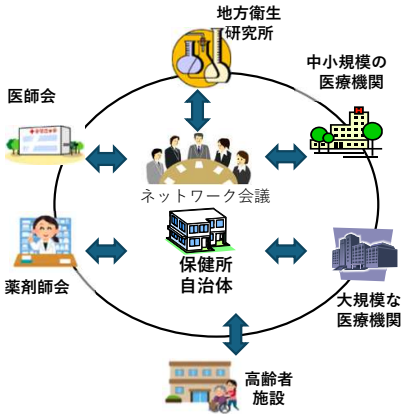 地方衛生
研究所
中小規模の
医療機関
医師会
ネットワーク会議
保健所
自治体
薬剤師会
大規模な
医療機関
高齢者
施設